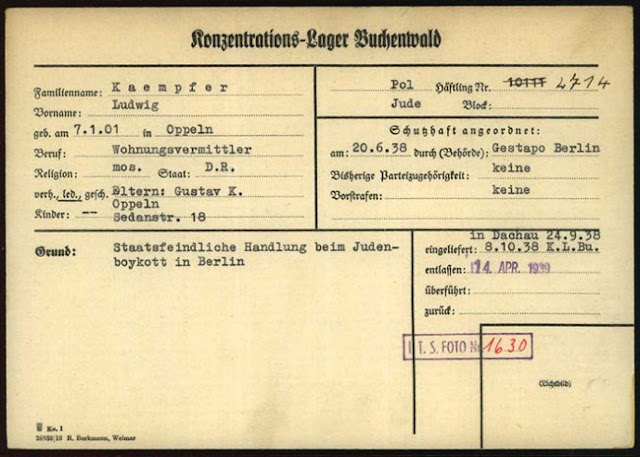 Konzentrations-Lager Buchenwald
Familienname: Kaempfer
Vorname: Ludwig
geb. am 7.1.01 in Oppeln
Beruf: Wohnungsvermittler
Religion: mos. Staat: D.R.
verh., led., gesch. Eltern: Gustav K.
Oppeln
Kinder: -- Sedanstr. 18
Pol Häftling Nr. 10111 4714
Jude Block:
Schutzhaft angeordnet:
am: 20.6.38 durch (Behörde): Gestapo Berlin
Bisherige Parteizugehörigkeit: keine
Vorstrafen: keine
Grund: Staatsfeindliche Handlung beim Juden-
boykott in Berlin
in Dachau 24.9.38
eingeliefert: 8.10.38 K.L.Bu.
entlassen: 14. APR. 1939
überführt:
zurück:
I.T.S. FOTO Nr. 1630
(Lichtbild)
Ko. I
R. Borkmann, Weimar